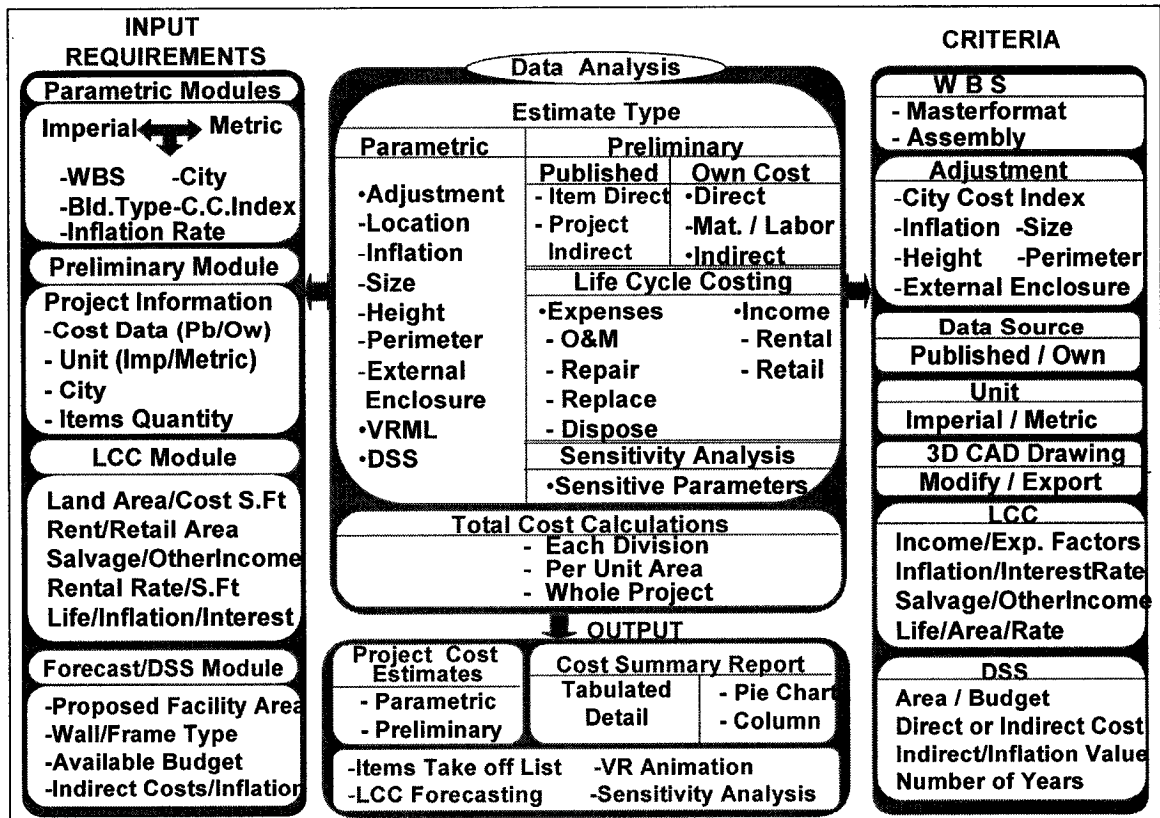 INPUT
REQUIREMENTS
Parametric Modules
Imperial Metric
-WBS -City
-Bld.Type-C.C.Index
-Inflation Rate
Preliminary Module
Project Information
-Cost Data (Pb/Ow)
- Unit (Imp/Metric)
- City
- Items Quantity
LCC Module
Land Area/Cost S.Ft
Rent/Retail Area
Salvage/OtherIncome
Rental Rate/S.Ft
Life/Inflation/Interest
Forecast/DSS Module
-Proposed Facility Area
-Wall/Frame Type
-Available Budget
-Indirect Costs/Inflation
Data Analysis
Estimate Type
Parametric
•Adjustment
-Location
-Inflation
-Size
-Height
-Perimeter
-External
Enclosure
•VRML
•DSS
Preliminary
Published
- Item Direct
- Project
Indirect
Own Cost
•Direct
-Mat. / Labor
•Indirect
Life Cycle Costing
•Expenses
- O&M
- Repair
- Replace
- Dispose
•Income
- Rental
- Retail
Sensitivity Analysis
•Sensitive Parameters
Total Cost Calculations
- Each Division
- Per Unit Area
- Whole Project
OUTPUT
Project Cost
Estimates
- Parametric
- Preliminary
Cost Summary Report
Tabulated
Detail
- Pie Chart
- Column
-Items Take off List -VR Animation
-LCC Forecasting -Sensitivity Analysis
CRITERIA
W B S
- Masterformat
- Assembly
Adjustment
-City Cost Index
-Inflation -Size
-Height -Perimeter
-External Enclosure
Data Source
Published / Own
Unit
Imperial / Metric
3D CAD Drawing
Modify / Export
LCC
Income/Exp. Factors
Inflation/InterestRate
Salvage/OtherIncome
Life/Area/Rate
DSS
Area / Budget
Direct or Indirect Cost
Indirect/Inflation Value
Number of Years